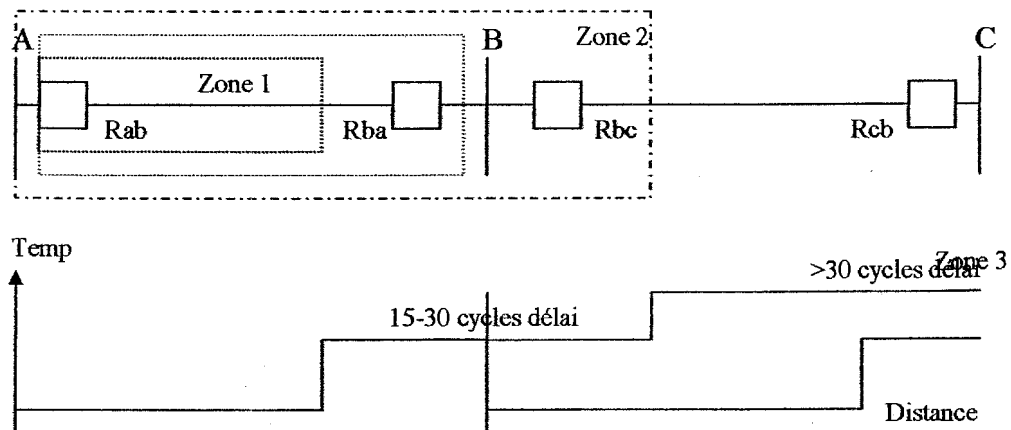 A
B
Zone 2
C
Zone 1
Rab
Rba
Rbc
Rcb
Temp
Zone 3
>30 cycles délai
15-30 cycles délai
Distance